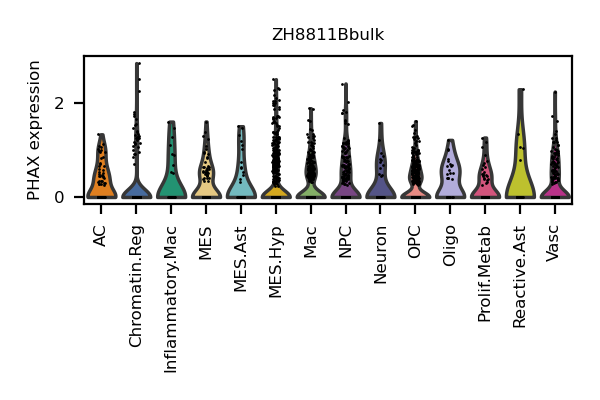 ZH8811Bbulk
PHAX expression
2
0
AC
Chromatin.Reg
Inflammatory.Mac
MES
MES.Ast
MES.Hyp
Mac
NPC
Neuron
OPC
Oligo
Prolif.Metab
Reactive.Ast
Vasc